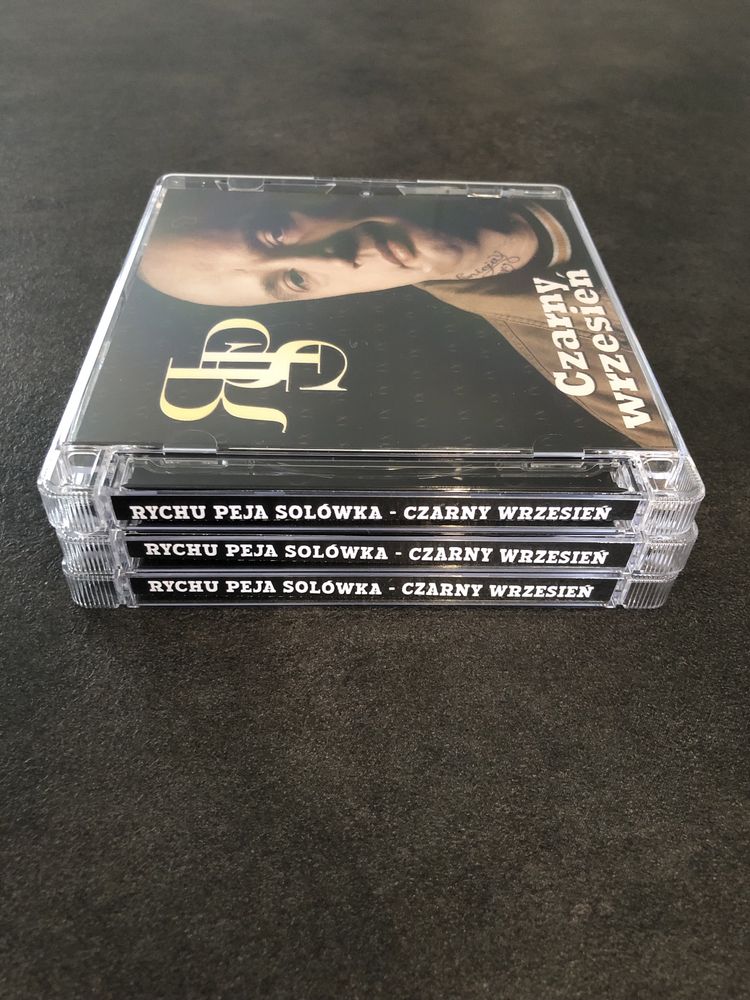 Czarny
wrzesień
RYCHU PEJA SOLÓWKA - CZARNY WRZESIEŃ
RYCHU PEJA SOLÓWKA - CZARNY WRZESIEŃ
RYCHU PEJA SOLÓWKA - CZARNY WRZESIEŃ